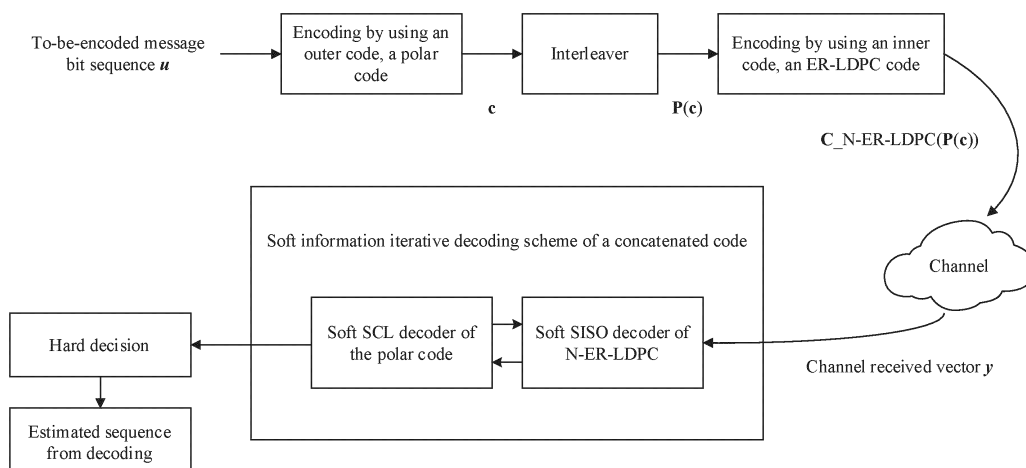 To-be-encoded message
bit sequence u
Encoding by using an
outer code, a polar
code
c
Interleaver
P(c)
Encoding by using an inner
code, an ER-LDPC code
C_N-ER-LDPC(P(c))
Channel
Channel received vector y
Soft information iterative decoding scheme of a concatenated code
Soft SISO decoder of
N-ER-LDPC
Soft SCL decoder of
the polar code
Hard decision
Estimated sequence
from decoding